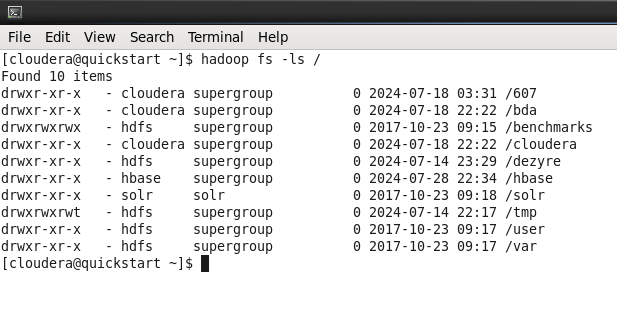 File Edit View Search Terminal Help
[cloudera@quickstart ~]$ hadoop fs -ls /
Found 10 items
drwxr-xr-x   - cloudera supergroup          0 2024-07-18 03:31 /607
drwxr-xr-x   - cloudera supergroup          0 2024-07-18 22:22 /bda
drwxrwxrwx   - hdfs     supergroup          0 2017-10-23 09:15 /benchmarks
drwxr-xr-x   - cloudera supergroup          0 2024-07-18 22:22 /cloudera
drwxr-xr-x   - hdfs     supergroup          0 2024-07-14 23:29 /dezyre
drwxr-xr-x   - hbase    supergroup          0 2024-07-28 22:34 /hbase
drwxr-xr-x   - solr     solr                0 2017-10-23 09:18 /solr
drwxrwxrwt   - hdfs     supergroup          0 2024-07-14 22:17 /tmp
drwxr-xr-x   - hdfs     supergroup          0 2017-10-23 09:17 /user
drwxr-xr-x   - hdfs     supergroup          0 2017-10-23 09:17 /var
[cloudera@quickstart ~]$